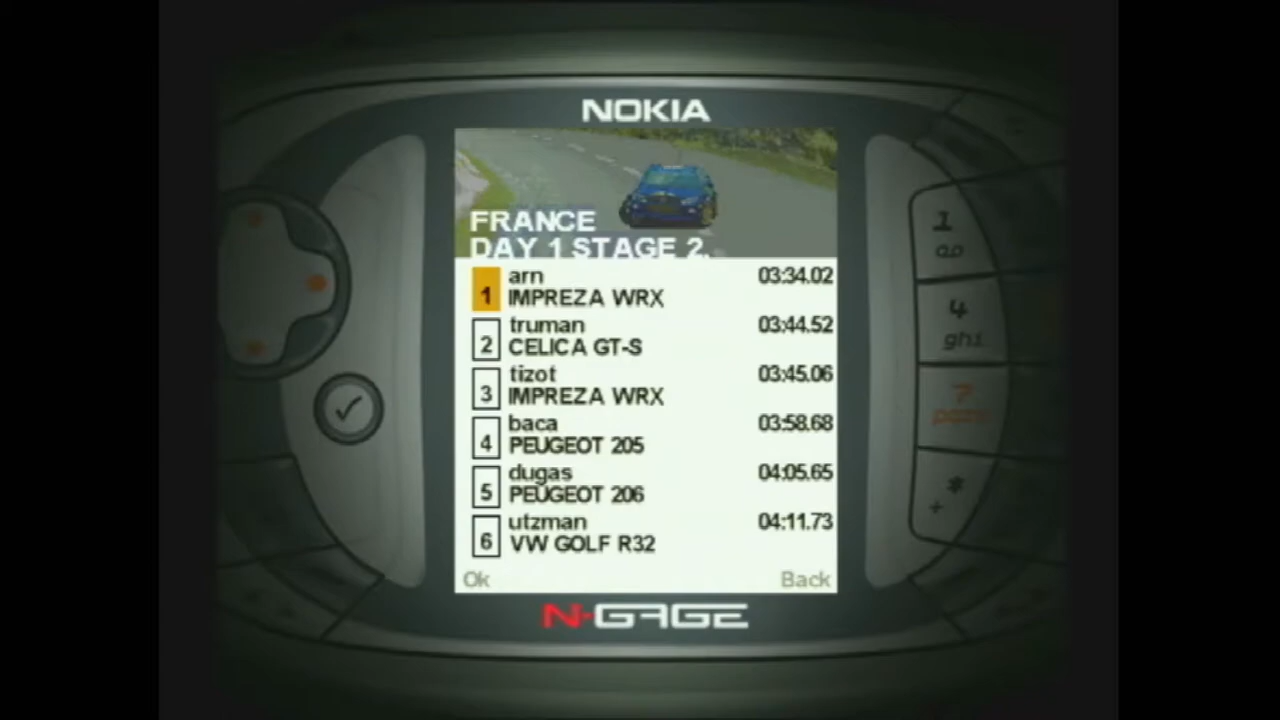 NOKIA
FRANCE
DAY 1 STAGE 2.
1 arn 03:34.02
IMPREZA WRX
2 truman 03:44.52
CELICA GT-S
3 tizot 03:45.06
IMPREZA WRX
4 baca 03:58.68
PEUGEOT 205
5 dugas 04:05.65
PEUGEOT 206
6 utzman 04:11.73
VW GOLF R32
Ok Back
N-GAGE
1
4
ghi
7
*
+